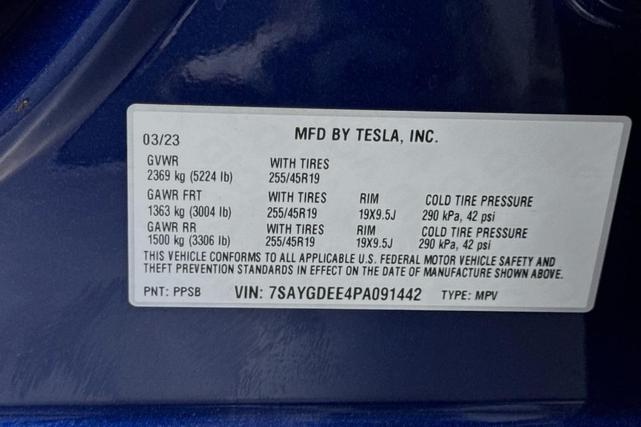 03/23 MFD BY TESLA, INC.
GVWR WITH TIRES
2369 kg (5224 lb) 255/45R19
GAWR FRT WITH TIRES RIM COLD TIRE PRESSURE
1363 kg (3004 lb) 255/45R19 19X9.5J 290 kPa, 42 psi
GAWR RR WITH TIRES RIM COLD TIRE PRESSURE
1500 kg (3306 lb) 255/45R19 19X9.5J 290 kPa, 42 psi
THIS VEHICLE CONFORMS TO ALL APPLICABLE U.S. FEDERAL MOTOR VEHICLE SAFETY AND
THEFT PREVENTION STANDARDS IN EFFECT ON THE DATE OF MANUFACTURE SHOWN ABOVE.
PNT: PPSB VIN: 7SAYGDEE4PA091442 TYPE: MPV